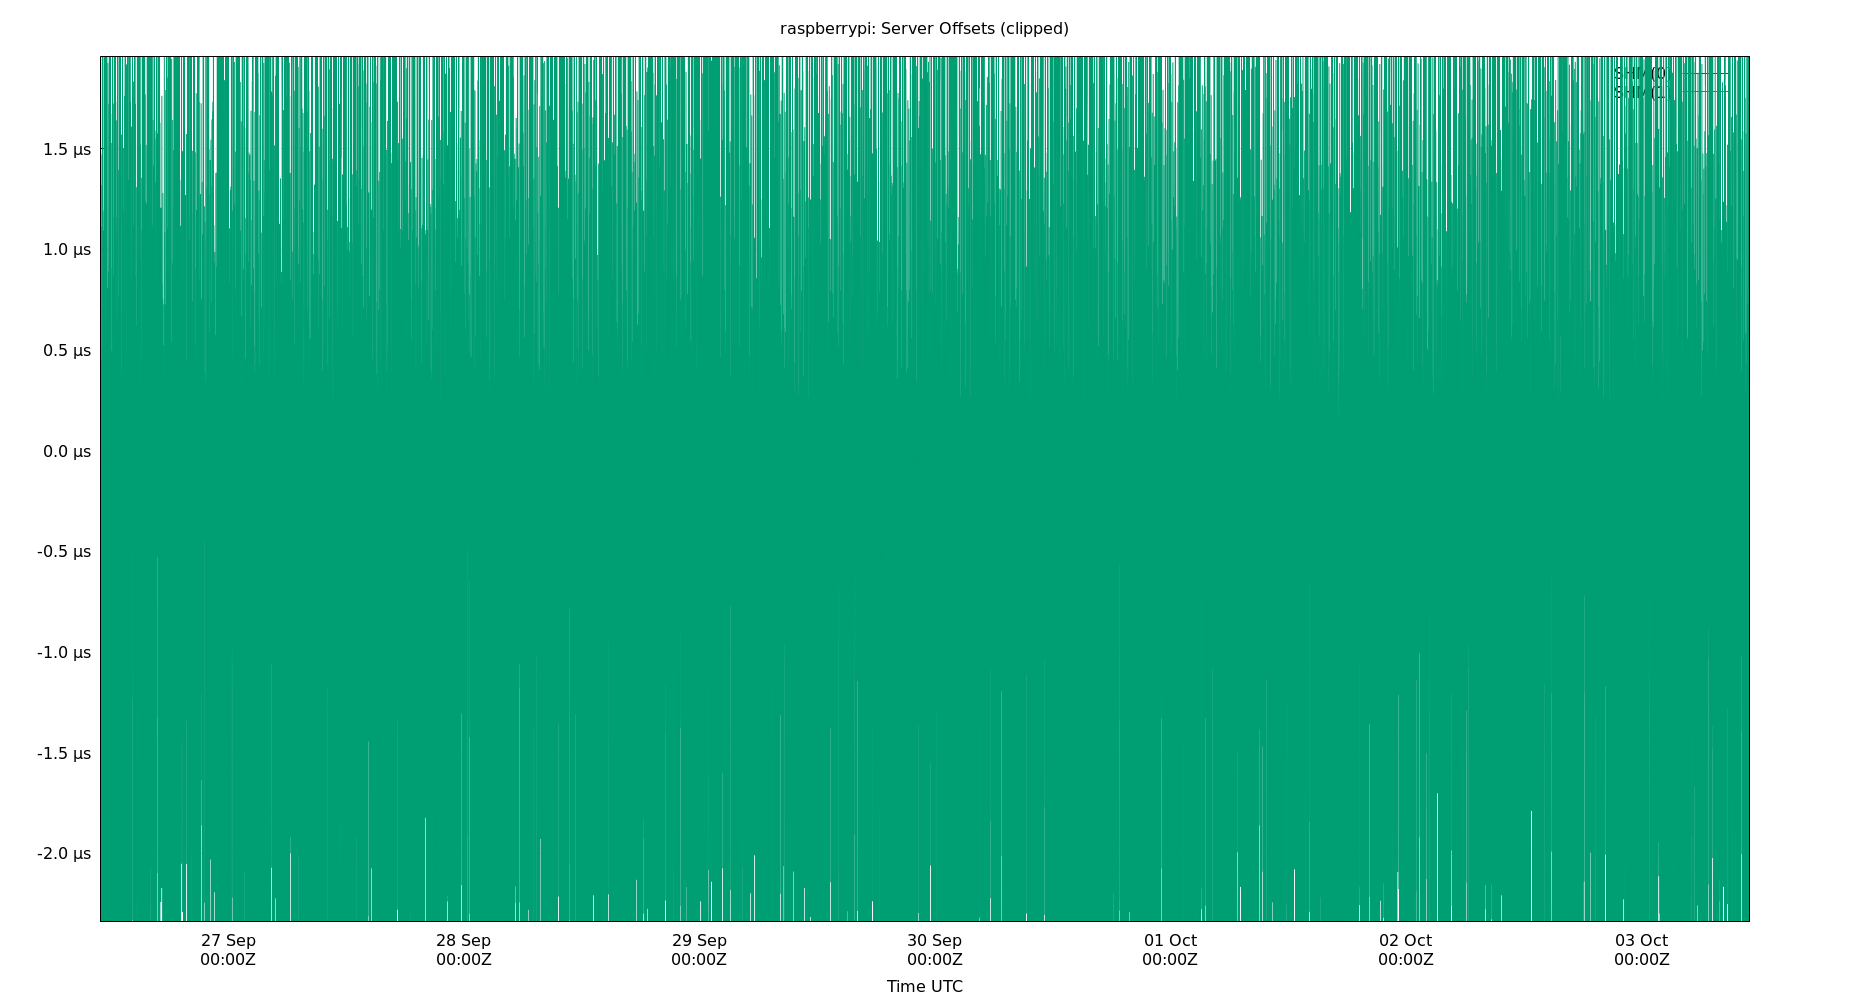 raspberrypi: Server Offsets (clipped)
SHM(0)
1.5 µs
1.0 µs
0.5 µs
0.0 µs
-0.5 µs
-1.0 µs
-1.5 µs
-2.0 µs
27 Sep 28 Sep 29 Sep 30 Sep 01 Oct 02 Oct 03 Oct
00:00Z 00:00Z 00:00Z 00:00Z 00:00Z 00:00Z 00:00Z
Time UTC